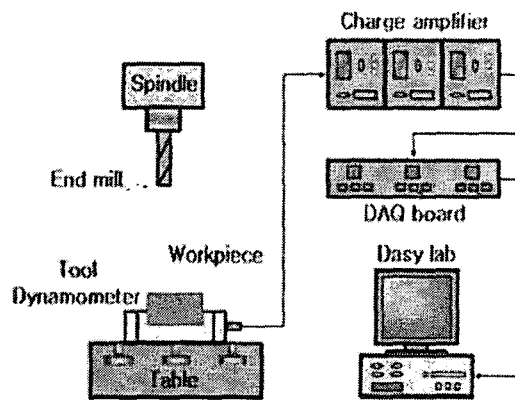 Charge amplifier
Spindle
End mill
DAQ board
Workpiece
Tool
Dynamometer
Dasy lab
Table